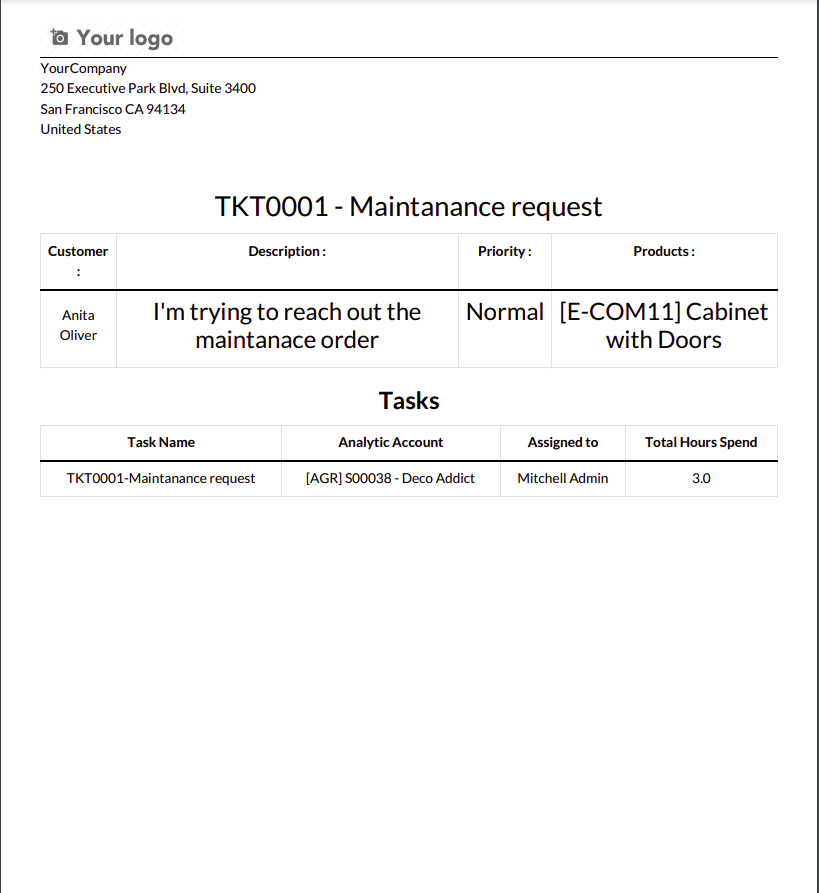 Your logo
YourCompany
250 Executive Park Blvd, Suite 3400
San Francisco CA 94134
United States
TKT0001 - Maintanance request
Customer : Description : Priority : Products :
Anita Oliver I'm trying to reach out the maintanace order Normal [E-COM11] Cabinet with Doors
Tasks
Task Name Analytic Account Assigned to Total Hours Spend
TKT0001-Maintanance request [AGR] S00038 - Deco Addict Mitchell Admin 3.0